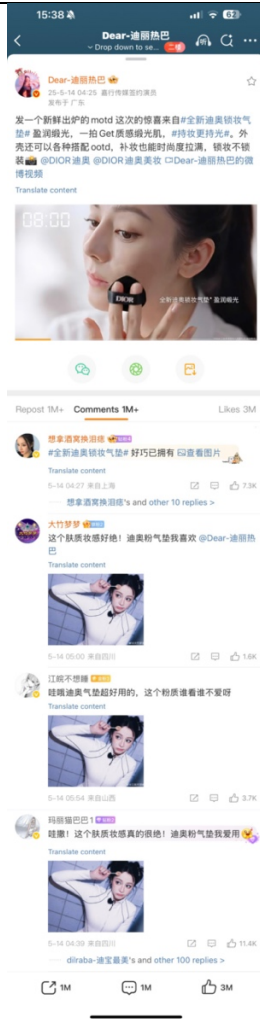 15:38
62
Dear-迪丽热巴
Drop down to se...
Dear-迪丽热巴
25-5-14 04:25 嘉行传媒签约演员
发布于 广东
发一个新鲜出炉的motd 这次的惊喜来自#全新迪奥锁妆气
垫# 盈润缎光，一拍Get质感缎光肌，#持妆更持光#。外
壳还可以各种搭配ootd，补妆也能时尚度拉满，锁妆不锁
装 @DIOR迪奥 @DIOR迪奥美妆 Dear-迪丽热巴的微
博视频
Translate content
08:00
DIOR
全新迪奥锁妆气垫* 盈润缎光
Repost 1M+ Comments 1M+ Likes 3M
想拿酒窝换泪痣
#全新迪奥锁妆气垫# 好巧已拥有 查看图片
Translate content
5-14 04:27 来自上海 7.3K
想拿酒窝换泪痣's and other 10 replies >
大竹梦梦
这个肤质妆感好绝！迪奥粉气垫我喜欢 @Dear-迪丽热
巴
Translate content
5-14 05:00 来自四川 1.6K
江皖不想睡
哇哦迪奥气垫超好用的，这个粉质谁看谁不爱呀
Translate content
5-14 05:54 来自山西 3.7K
玛丽猫巴巴1
哇撒！这个肤质妆感真的很绝！迪奥粉气垫我爱用
Translate content
5-14 04:39 来自四川 11.4K
diiraba-迪宝最美's and other 100 replies >
1M 1M 3M